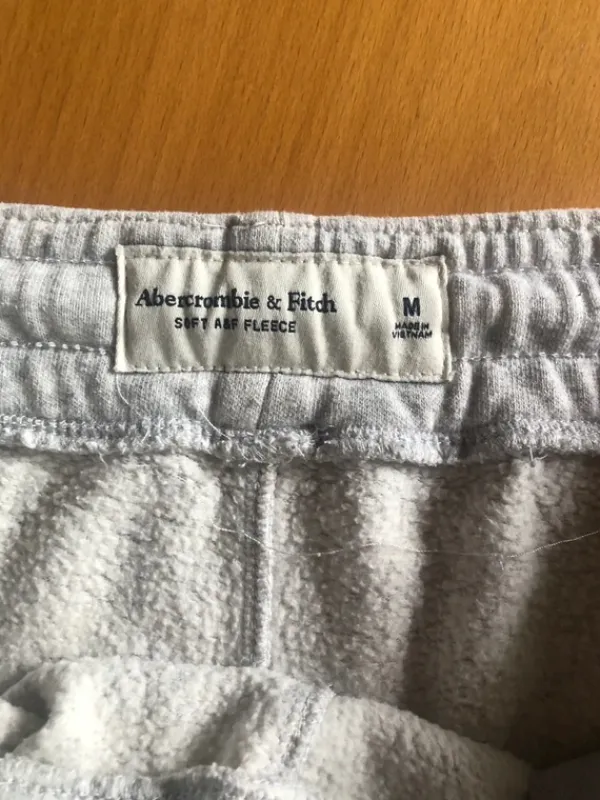 Abercrombie & Fitch
SOFT A&F FLEECE
M
MADE IN
VIETNAM